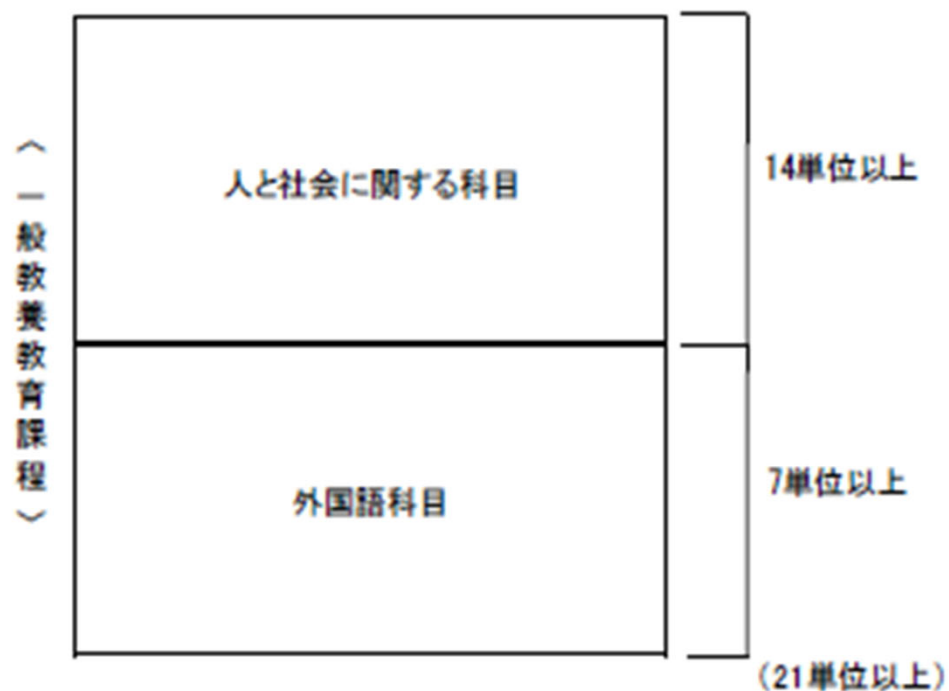 〈一般教養教育課程〉
人と社会に関する科目
14単位以上
外国語科目
7単位以上
(21単位以上)